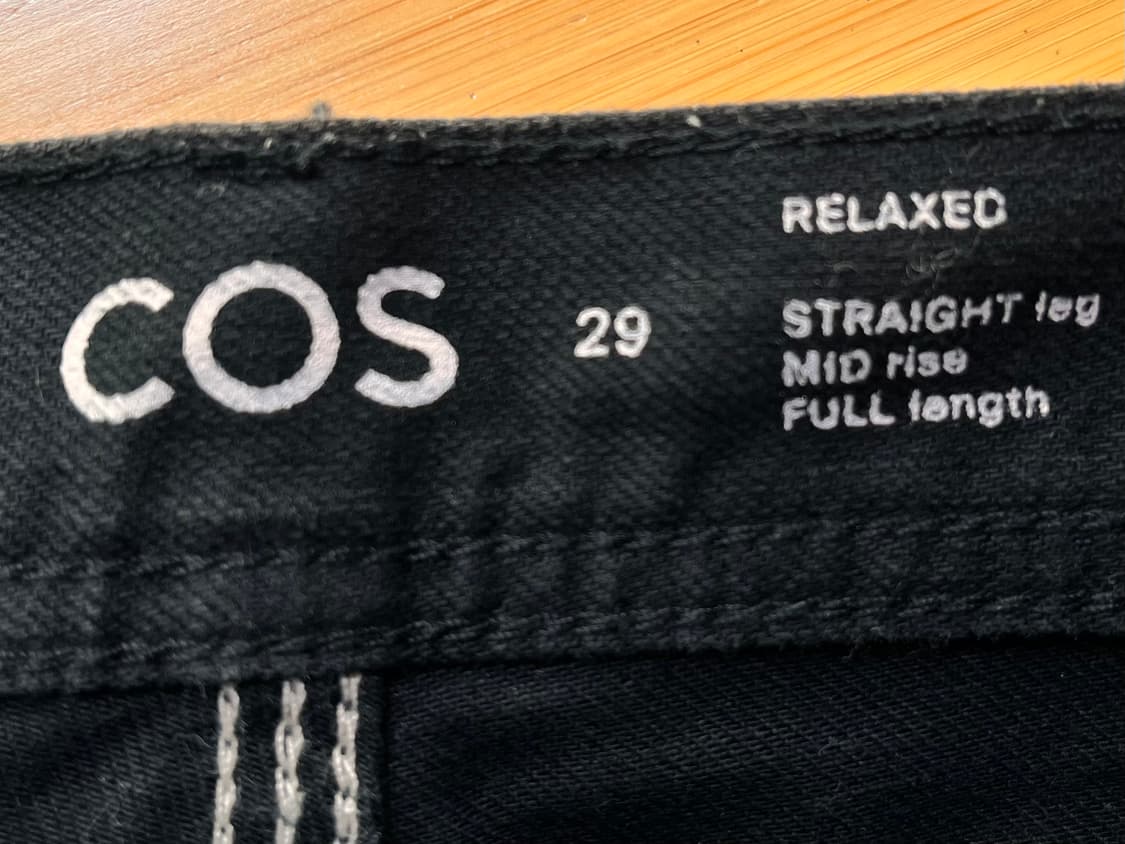 COS
29
RELAXED
STRAIGHT leg
MID rise
FULL length